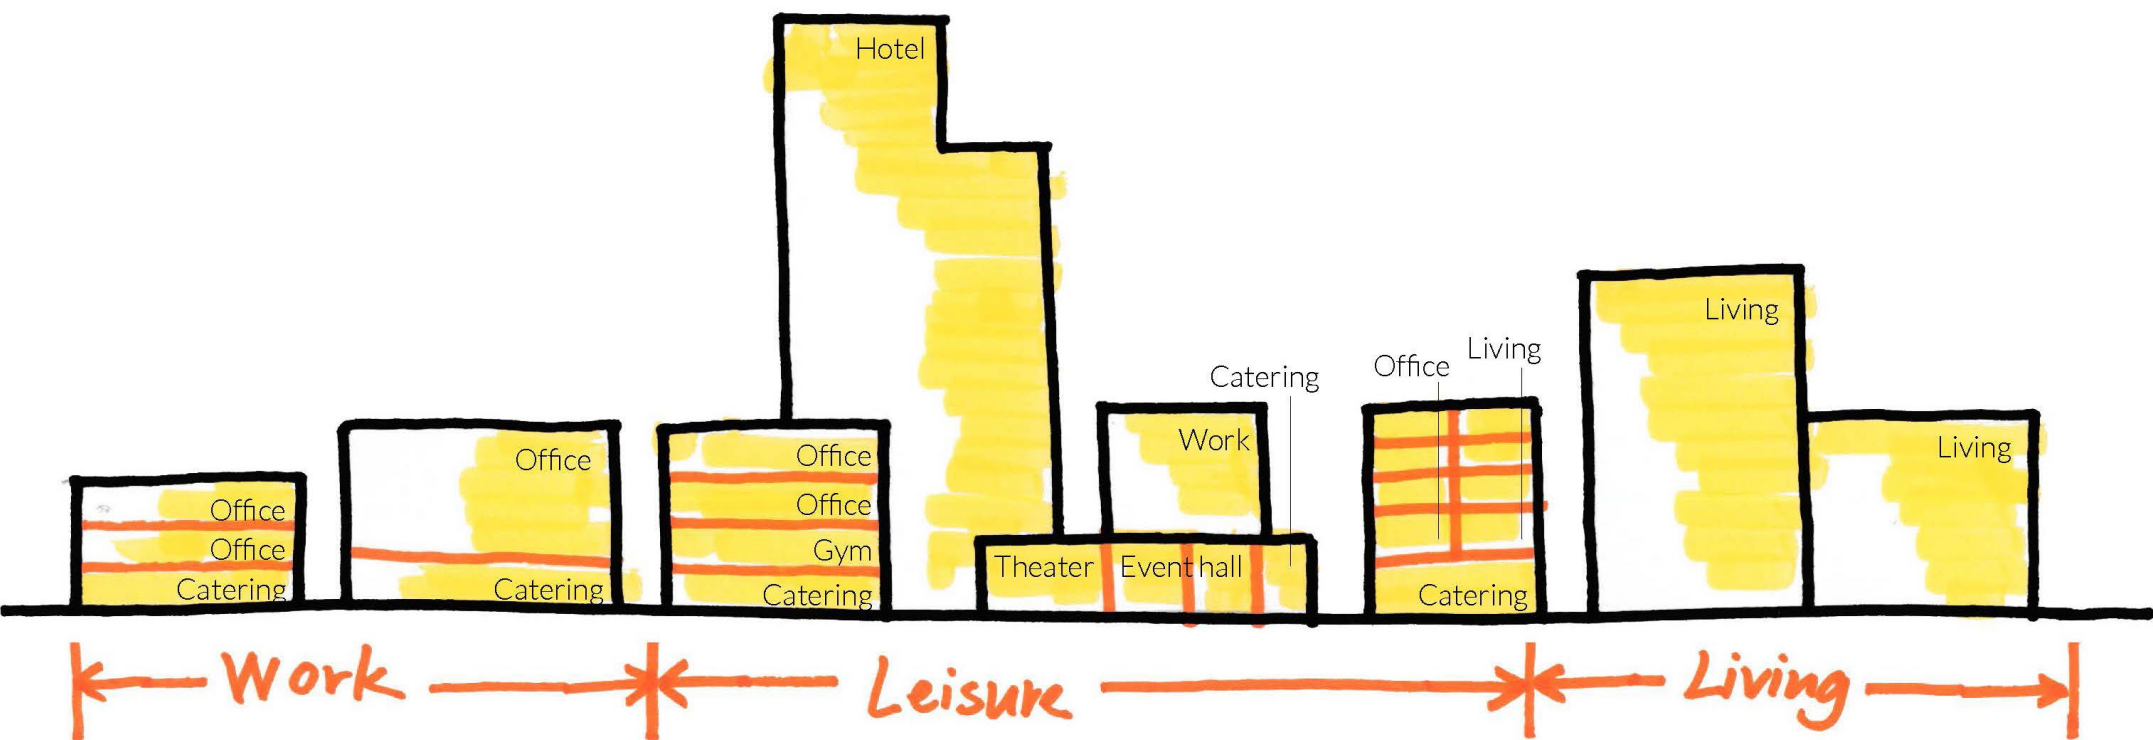 Office
Office
Catering
Office
Catering
Hotel
Office
Office
Gym
Catering
Theater
Event hall
Work
Catering
Office
Living
Catering
Living
Living
Work
Leisure
Living